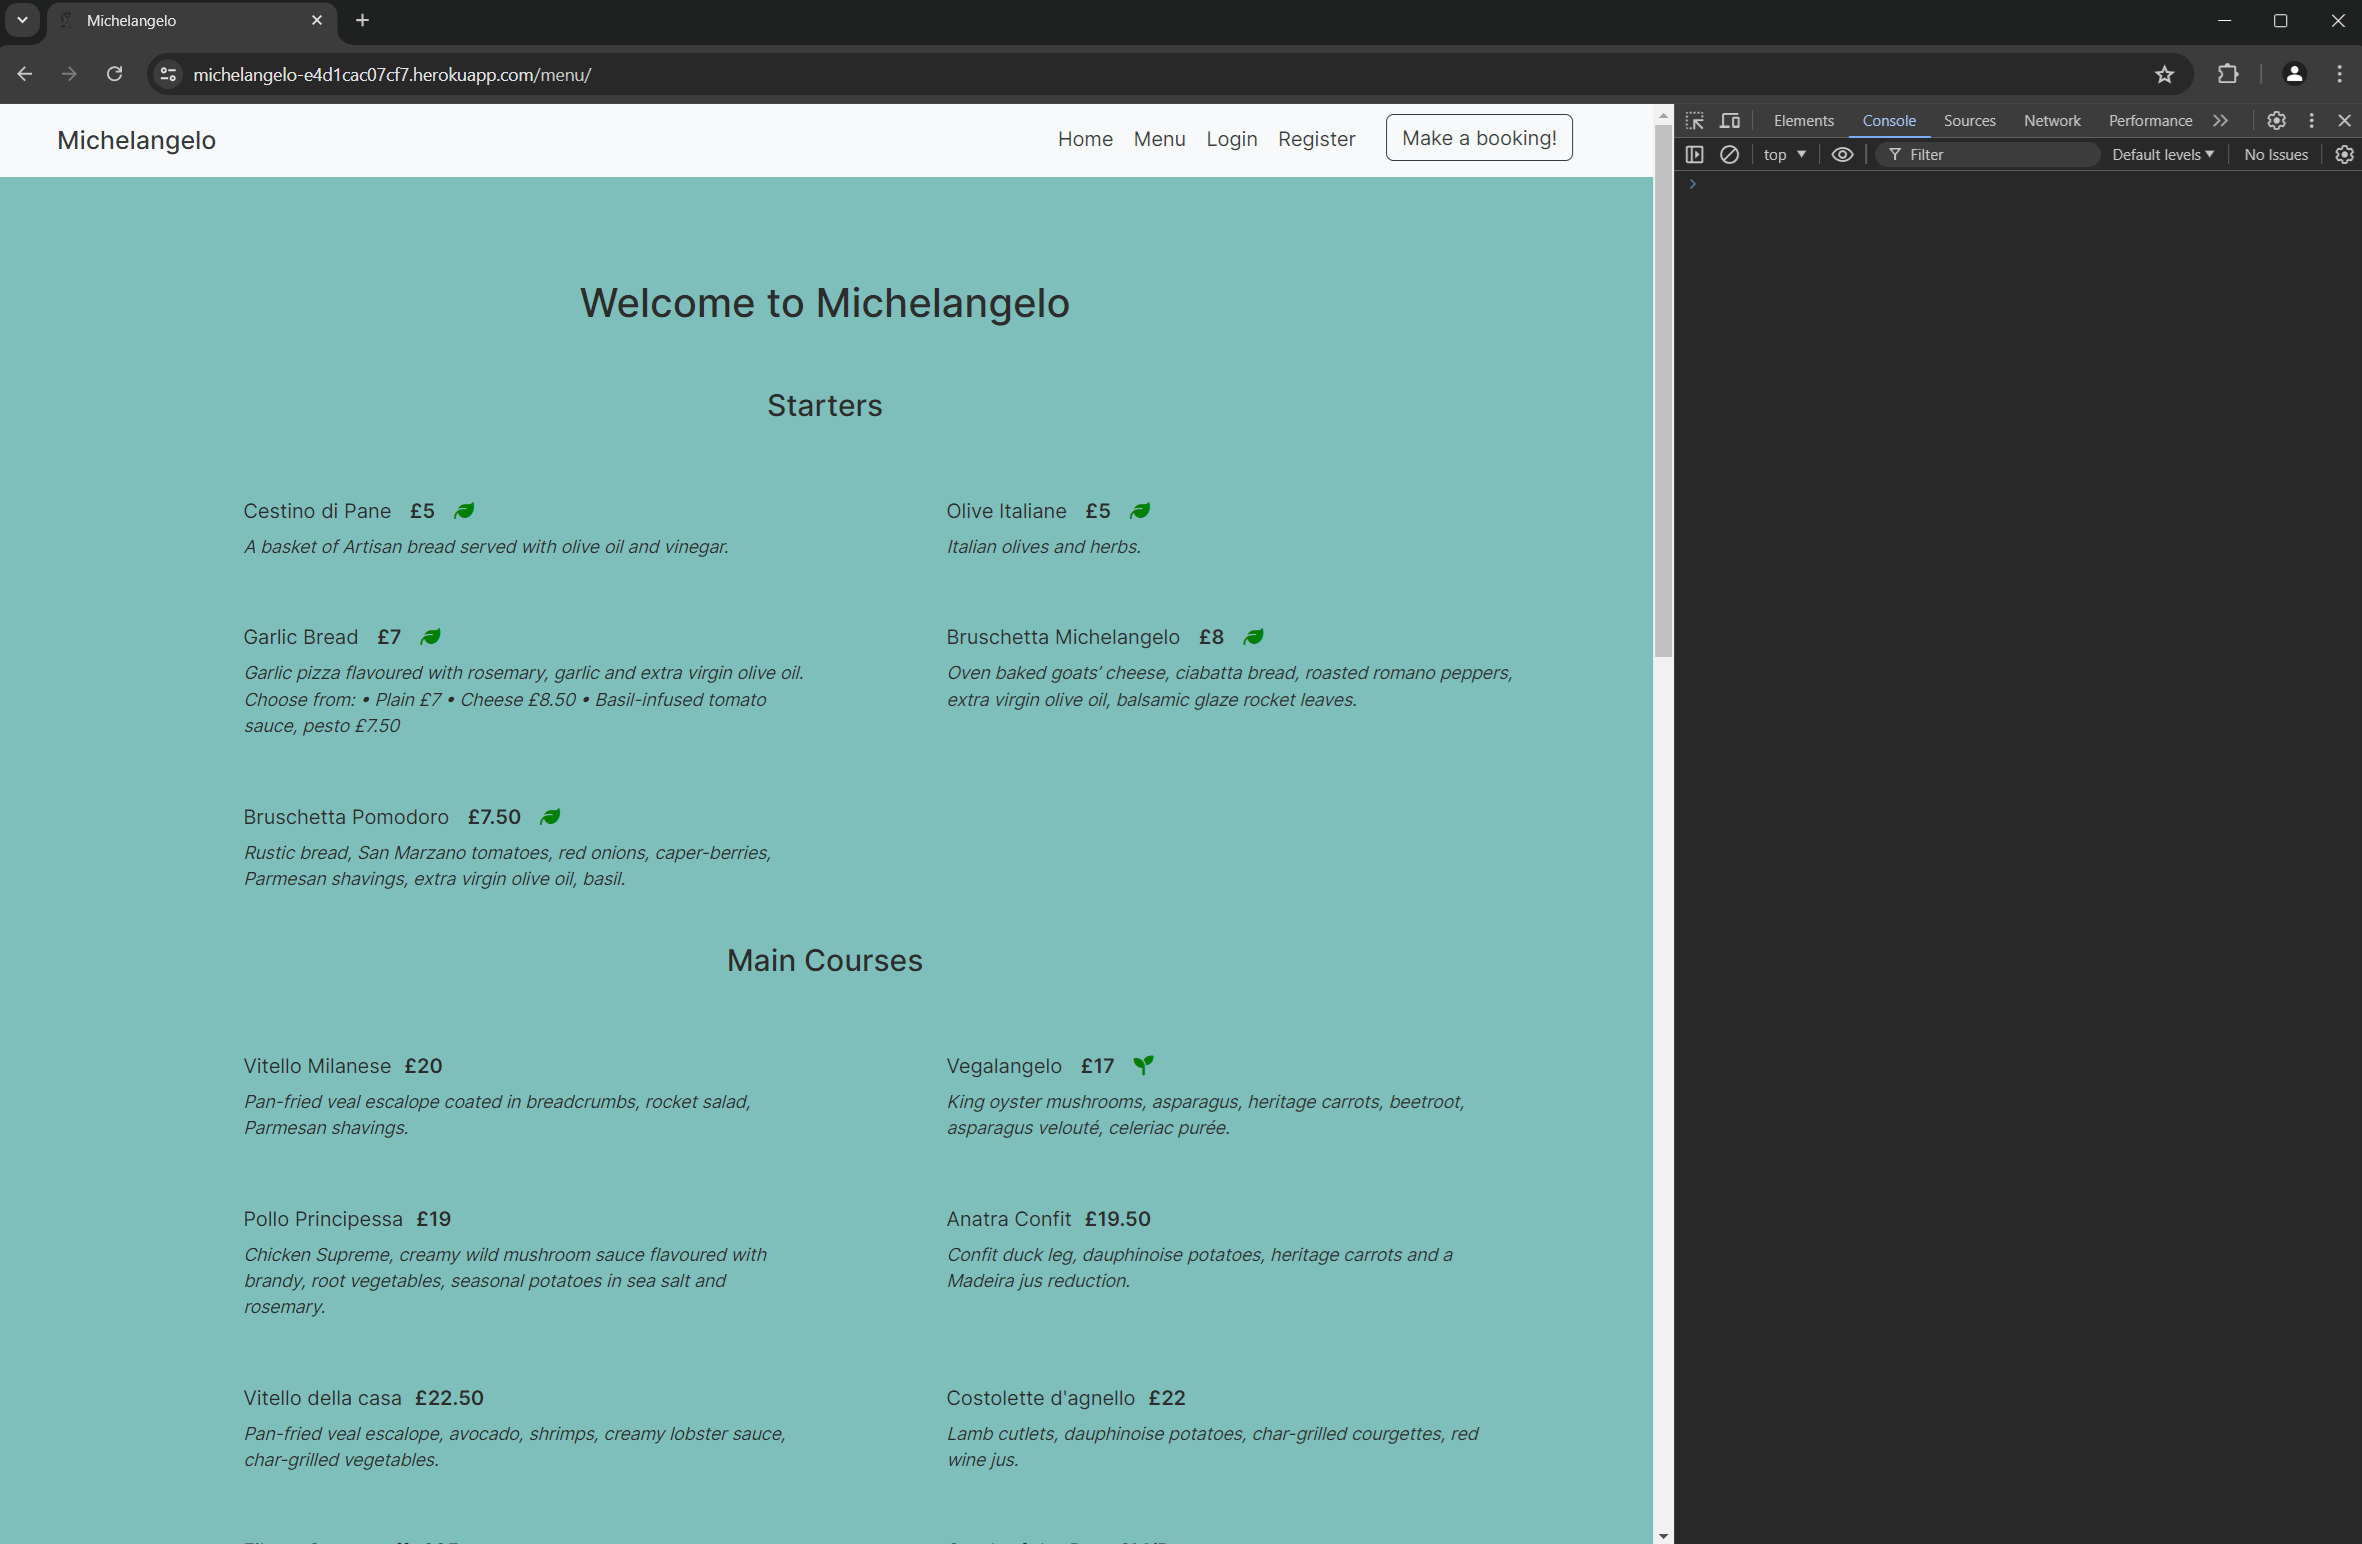 Michelangelo
michelangelo-e4d1cac07cf7.herokuapp.com/menu/
Michelangelo
Home Menu Login Register Make a booking!
Elements Console Sources Network Performance
top Filter Default levels No Issues
Welcome to Michelangelo
Starters
Cestino di Pane £5
A basket of Artisan bread served with olive oil and vinegar.
Olive Italiane £5
Italian olives and herbs.
Garlic Bread £7
Garlic pizza flavoured with rosemary, garlic and extra virgin olive oil.
Choose from: • Plain £7 • Cheese £8.50 • Basil-infused tomato
sauce, pesto £7.50
Bruschetta Michelangelo £8
Oven baked goats’ cheese, ciabatta bread, roasted romano peppers,
extra virgin olive oil, balsamic glaze rocket leaves.
Bruschetta Pomodoro £7.50
Rustic bread, San Marzano tomatoes, red onions, caper-berries,
Parmesan shavings, extra virgin olive oil, basil.
Main Courses
Vitello Milanese £20
Pan-fried veal escalope coated in breadcrumbs, rocket salad,
Parmesan shavings.
Vegalangelo £17
King oyster mushrooms, asparagus, heritage carrots, beetroot,
asparagus velouté, celeriac purée.
Pollo Principessa £19
Chicken Supreme, creamy wild mushroom sauce flavoured with
brandy, root vegetables, seasonal potatoes in sea salt and
rosemary.
Anatra Confit £19.50
Confit duck leg, dauphinoise potatoes, heritage carrots and a
Madeira jus reduction.
Vitello della casa £22.50
Pan-fried veal escalope, avocado, shrimps, creamy lobster sauce,
char-grilled vegetables.
Costolette d'agnello £22
Lamb cutlets, dauphinoise potatoes, char-grilled courgettes, red
wine jus.